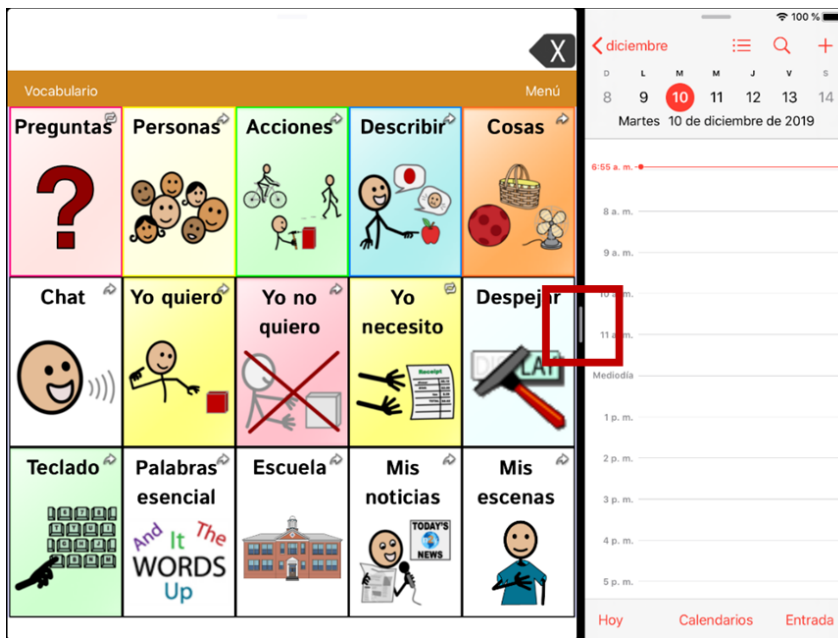 100 %
X
Vocabulario Menú
Preguntas Personas Acciones Describir Cosas
Chat Yo quiero Yo no quiero Yo necesito Despejar
Receipt
DISPLAY
Teclado Palabras esencial Escuela Mis noticias Mis escenas
And It The
WORDS
Up
TODAY'S
NEWS
diciembre
D L M M J V S
8 9 10 11 12 13 14
Martes 10 de diciembre de 2019
6:55 a. m.
8 a. m.
9 a. m.
10 a. m.
11 a. m.
Mediodía
1 p. m.
2 p. m.
3 p. m.
4 p. m.
5 p. m.
Hoy Calendarios Entrada